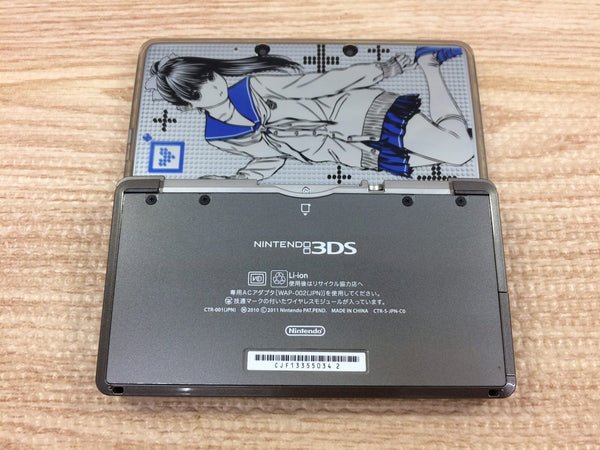 NINTENDO 3DS
Li-ion
使用後はリサイクル協力店へ
専用ACアダプタ[WAP-002(JPN)]を使用してください。
技適マークの付いたワイヤレスモジュールが入っています。
CTR-001(JPN) Ⓜ 2010 © 2011 Nintendo PAT.PEND. MADE IN CHINA CTR-S-JPN-C0
Nintendo
CJF13355034 2